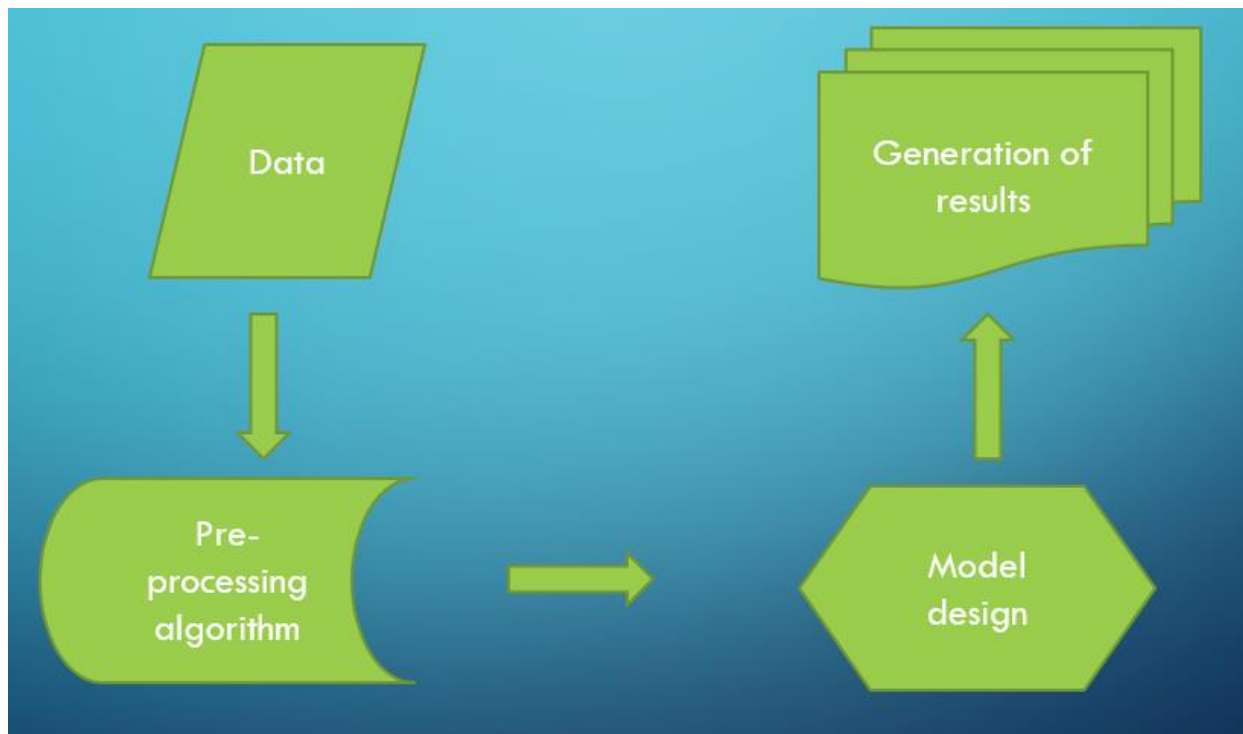 Data
Pre-
processing
algorithm
Model
design
Generation of
results